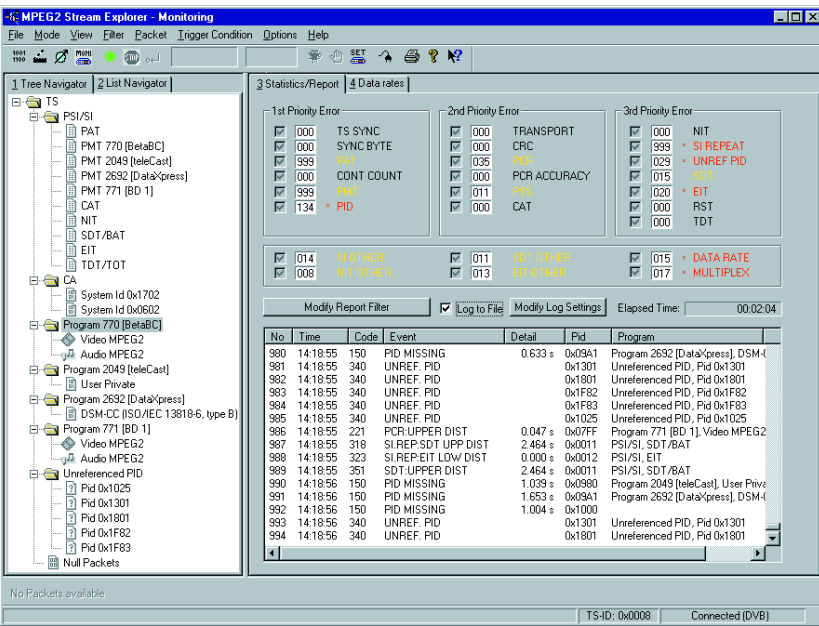 MPEG2 Stream Explorer - Monitoring
File Mode View Filter Packet Trigger Condition Options Help
1 Tree Navigator 2 List Navigator
TS
PSI/SI
PAT
PMT 770 [BetaBC]
PMT 2049 [teleCast]
PMT 2692 [DataXpress]
PMT 771 [BD 1]
CAT
NIT
SDT/BAT
EIT
TDT/TOT
CA
System Id 0x1702
System Id 0x0602
Program 770 [BetaBC]
Video MPEG2
Audio MPEG2
Program 2049 [teleCast]
User Private
Program 2692 [DataXpress]
DSM-CC (ISO/IEC 13818-6, type B)
Program 771 [BD 1]
Video MPEG2
Audio MPEG2
Unreferenced PID
Pid 0x1025
Pid 0x1301
Pid 0x1801
Pid 0x1F82
Pid 0x1F83
Null Packets
3 Statistics/Report 4 Data rates
1st Priority Error
000 TS SYNC
000 SYNC BYTE
999 PAT
000 CONT COUNT
999 PMT
134 * PID
2nd Priority Error
000 TRANSPORT
000 CRC
035 PCR
000 PCR ACCURACY
011 PTS
000 CAT
3rd Priority Error
000 NIT
999 * SI REPEAT
029 * UNREF PID
015 SDT
020 * EIT
000 RST
000 TDT
014 SI OTHER 011 SDT OTHER 015 * DATA RATE
008 NIT OTHER 013 EIT OTHER 017 * MULTIPLEX
Modify Report Filter Log to File Modify Log Settings Elapsed Time: 00:02:04
No Time Code Event Detail Pid Program
980 14:18:55 150 PID MISSING 0.633 s 0x09A1 Program 2692 [DataXpress], DSM-(
981 14:18:55 340 UNREF. PID 0x1301 Unreferenced PID, Pid 0x1301
982 14:18:55 340 UNREF. PID 0x1801 Unreferenced PID, Pid 0x1801
983 14:18:55 340 UNREF. PID 0x1F82 Unreferenced PID, Pid 0x1F82
984 14:18:55 340 UNREF. PID 0x1F83 Unreferenced PID, Pid 0x1F83
985 14:18:55 340 UNREF. PID 0x1025 Unreferenced PID, Pid 0x1025
986 14:18:55 221 PCR:UPPER DIST 0.047 s 0x07FF Program 771 [BD 1], Video MPEG2
987 14:18:55 318 SI.REP:SDT UPP DIST 2.464 s 0x0011 PSI/SI, SDT/BAT
988 14:18:55 323 SI.REP:EIT LOW DIST 0.000 s 0x0012 PSI/SI, EIT
989 14:18:55 351 SDT:UPPER DIST 2.464 s 0x0011 PSI/SI, SDT/BAT
990 14:18:56 150 PID MISSING 1.039 s 0x0980 Program 2049 [teleCast], User Priva
991 14:18:56 150 PID MISSING 1.653 s 0x09A1 Program 2692 [DataXpress], DSM-(
992 14:18:56 150 PID MISSING 1.004 s 0x1000
993 14:18:56 340 UNREF. PID 0x1301 Unreferenced PID, Pid 0x1301
994 14:18:56 340 UNREF. PID 0x1801 Unreferenced PID, Pid 0x1801
No Packets available
TS-ID: 0x0008 Connected (DVB)